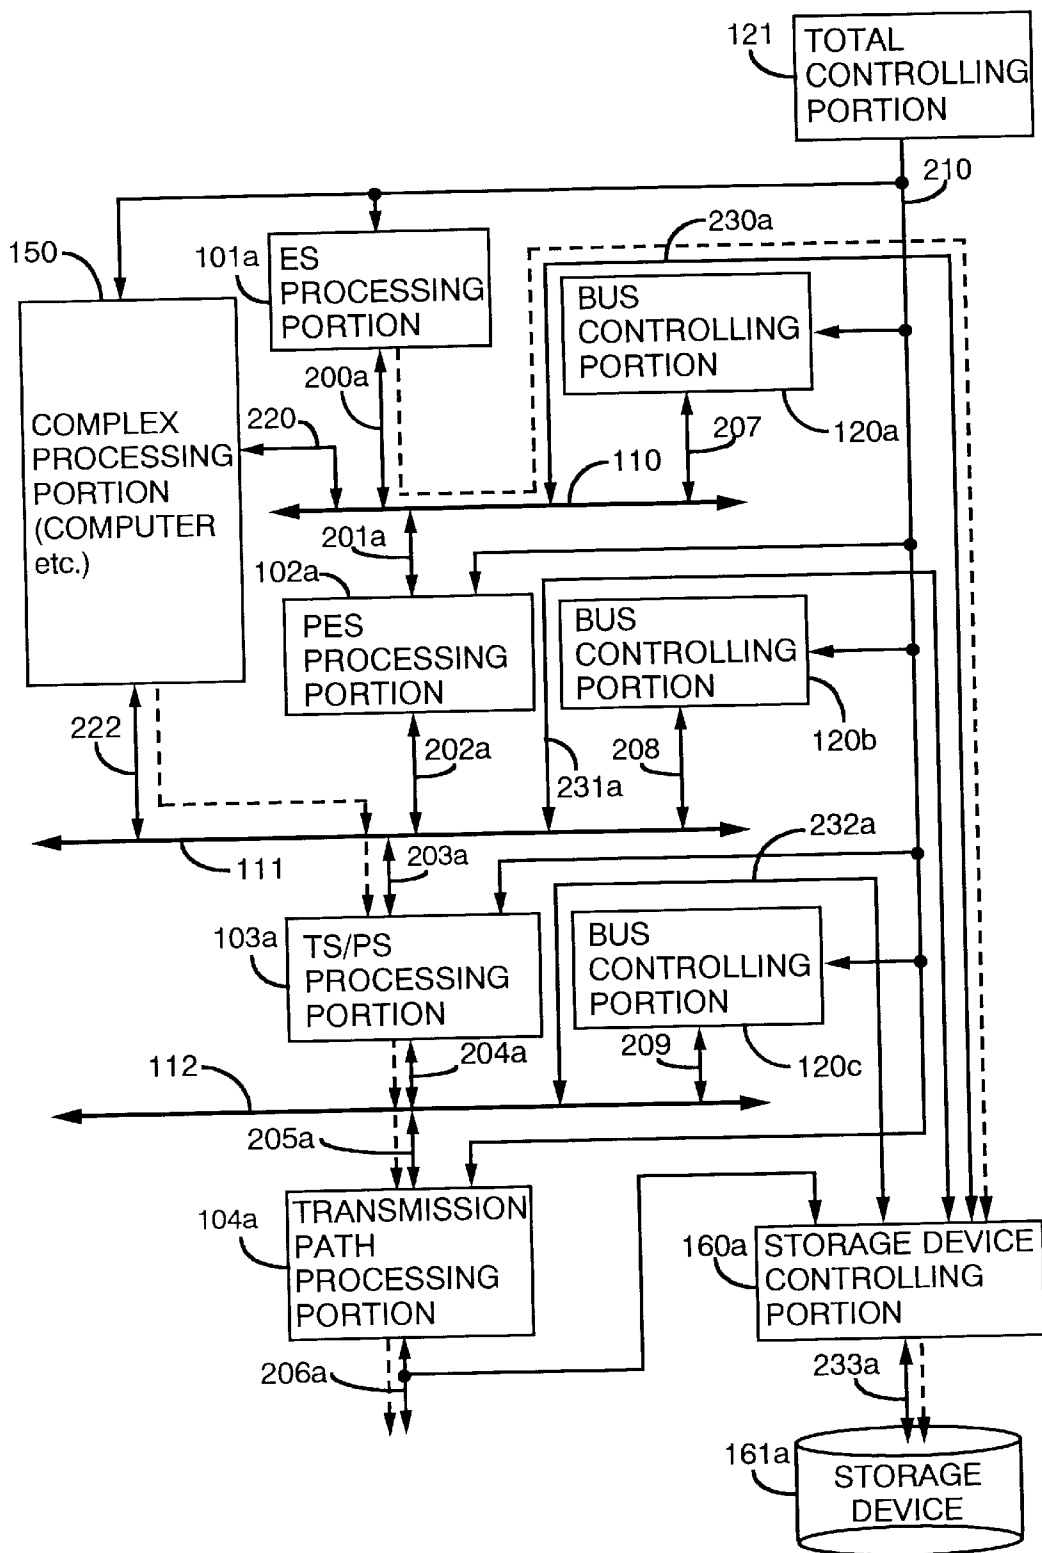 121
TOTAL
CONTROLLING
PORTION
210
230a
150
101a
ES
PROCESSING
PORTION
BUS
CONTROLLING
PORTION
200a
220
207
120a
COMPLEX
PROCESSING
PORTION
(COMPUTER
etc.)
110
201a
102a
PES
PROCESSING
PORTION
BUS
CONTROLLING
PORTION
222
202a
231a
208
120b
111
203a
232a
103a
TS/PS
PROCESSING
PORTION
BUS
CONTROLLING
PORTION
112
204a
209
120c
205a
104a
TRANSMISSION
PATH
PROCESSING
PORTION
160a
STORAGE DEVICE
CONTROLLING
PORTION
206a
233a
161a
STORAGE
DEVICE